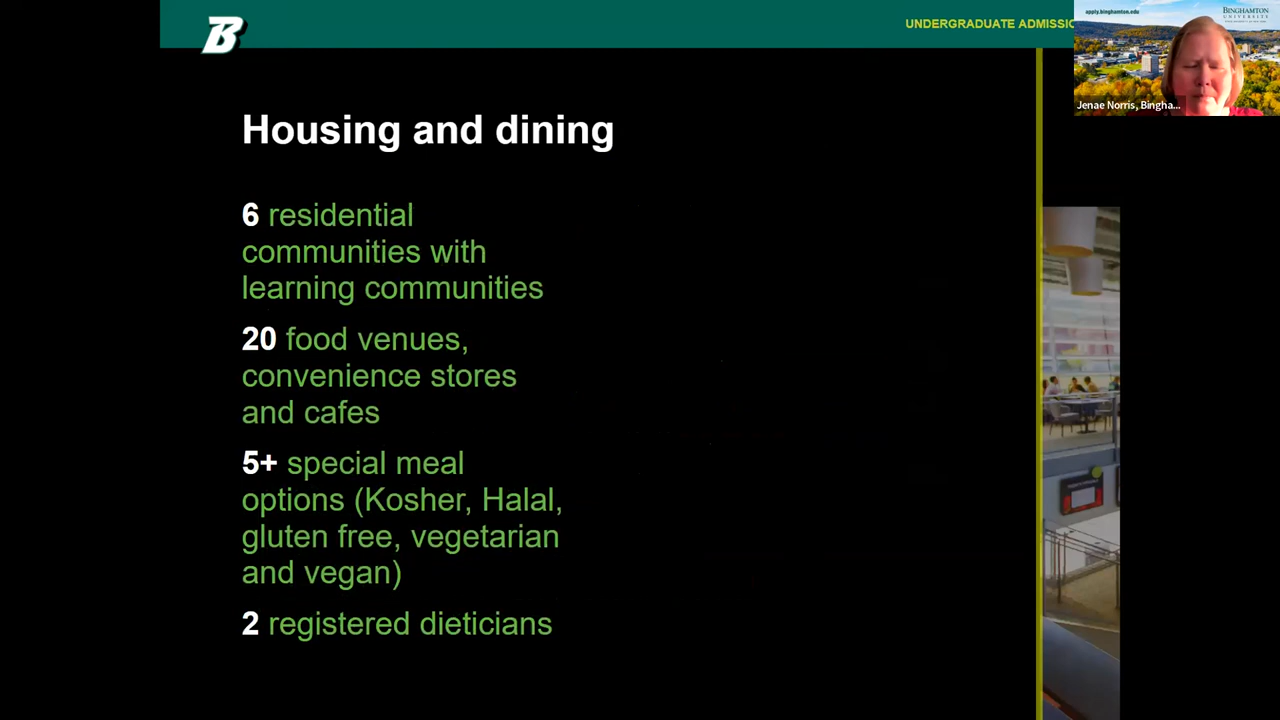 B
UNDERGRADUATE ADMISSI
apply.binghamton.edu
BINGHAMTON
UNIVERSITY
Jenae Norris, Bingha...
Housing and dining
6 residential
communities with
learning communities
20 food venues,
convenience stores
and cafes
5+ special meal
options (Kosher, Halal,
gluten free, vegetarian
and vegan)
2 registered dieticians